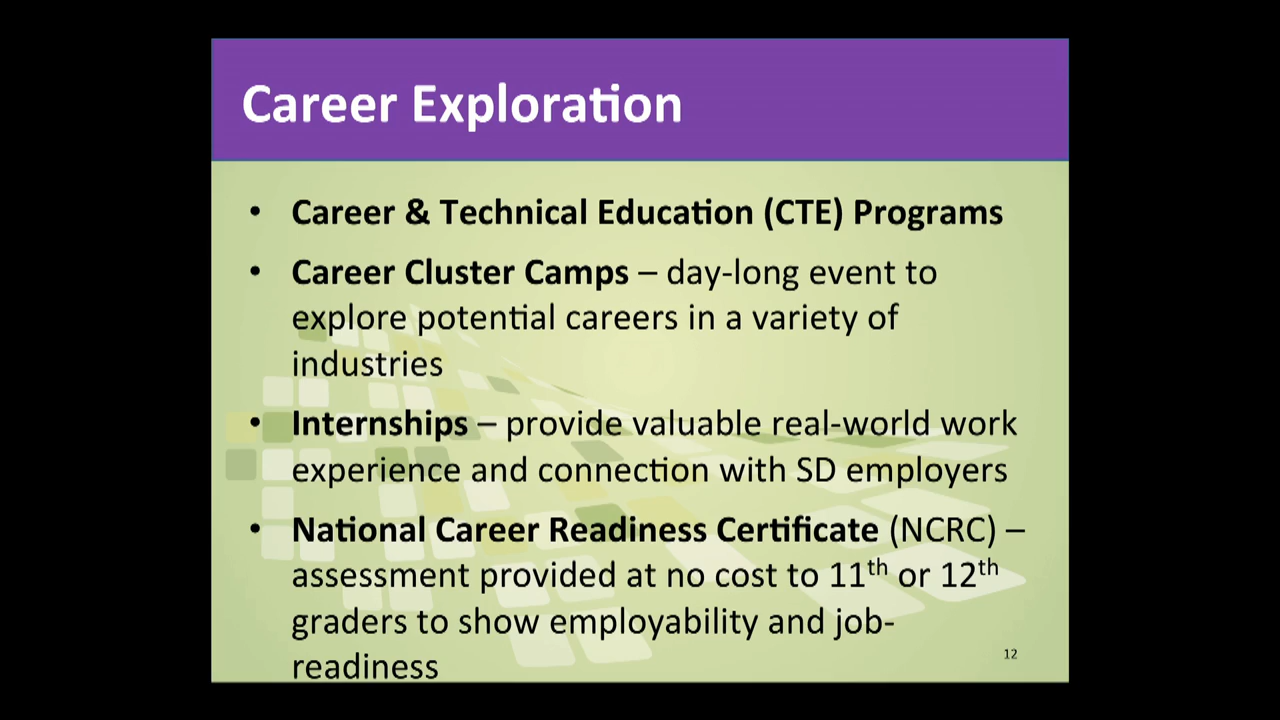 Career Exploration
• Career & Technical Education (CTE) Programs
• Career Cluster Camps – day-long event to
explore potential careers in a variety of
industries
• Internships – provide valuable real-world work
experience and connection with SD employers
• National Career Readiness Certificate (NCRC) –
assessment provided at no cost to 11th or 12th
graders to show employability and job-
readiness
12